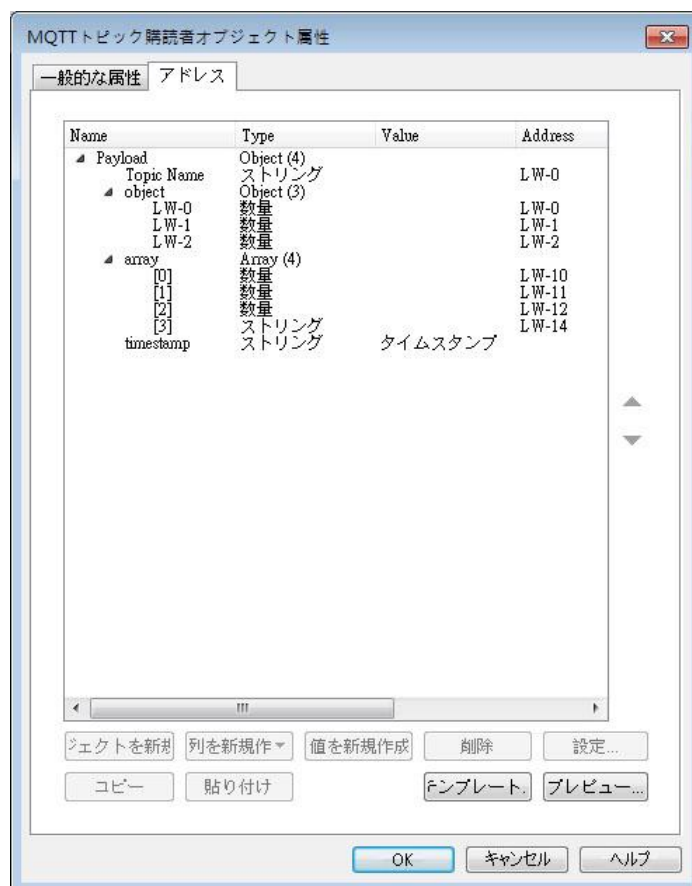 MQTTトピック購読者オブジェクト属性
一般的な属性 アドレス
Name Type Value Address
Payload Object (4)
Topic Name ストリング LW-0
object Object (3)
LW-0 数量 LW-0
LW-1 数量 LW-1
LW-2 数量 LW-2
array Array (4)
[0] 数量 LW-10
[1] 数量 LW-11
[2] 数量 LW-12
[3] ストリング LW-14
timestamp ストリング タイムスタンプ
ジェクトを新規 列を新規作 値を新規作成 削除 設定...
コピー 貼り付け テンプレート. プレビュー...
OK キャンセル ヘルプ